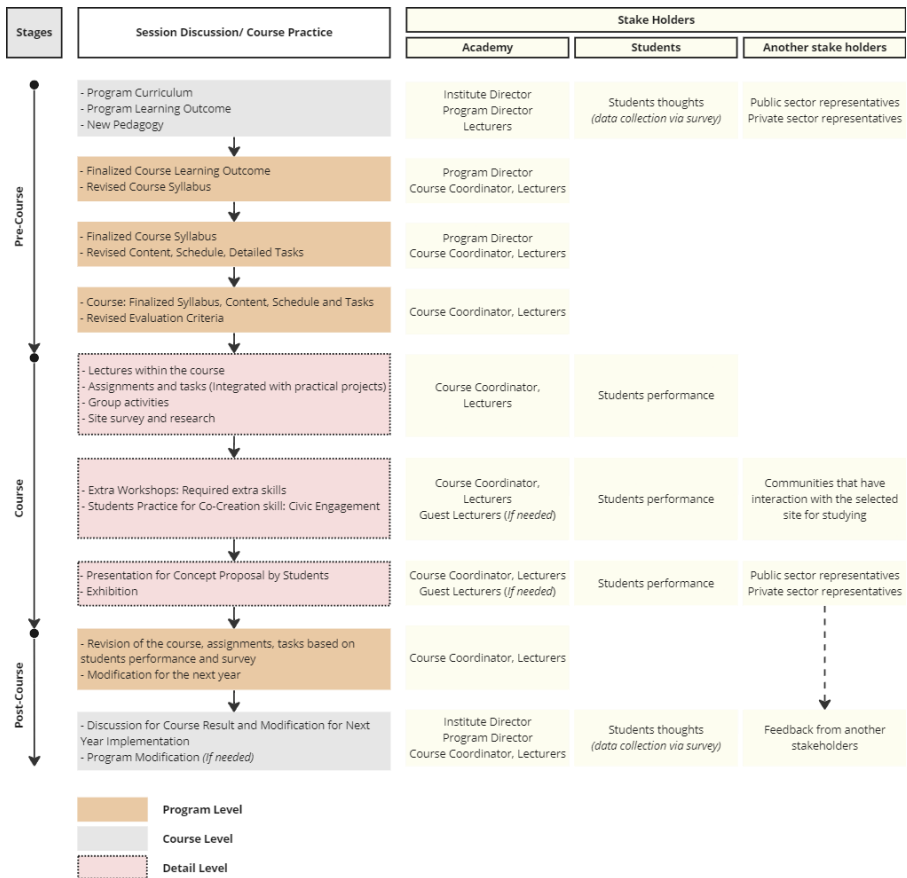 Stages
Session Discussion/ Course Practice
Stake Holders
Academy
Students
Another stake holders
Pre-Course
- Program Curriculum
- Program Learning Outcome
- New Pedagogy
Institute Director
Program Director
Lecturers
Students thoughts
(data collection via survey)
Public sector representatives
Private sector representatives
- Finalized Course Learning Outcome
- Revised Course Syllabus
Program Director
Course Coordinator, Lecturers
- Finalized Course Syllabus
- Revised Content, Schedule, Detailed Tasks
Program Director
Course Coordinator, Lecturers
- Course: Finalized Syllabus, Content, Schedule and Tasks
- Revised Evaluation Criteria
Course Coordinator, Lecturers
Course
- Lectures within the course
- Assignments and tasks (Integrated with practical projects)
- Group activities
- Site survey and research
Course Coordinator,
Lecturers
Students performance
- Extra Workshops: Required extra skills
- Students Practice for Co-Creation skill: Civic Engagement
Course Coordinator,
Lecturers
Guest Lecturers (If needed)
Students performance
Communities that have
interaction with the selected
site for studying
- Presentation for Concept Proposal by Students
- Exhibition
Course Coordinator, Lecturers
Guest Lecturers (If needed)
Students performance
Public sector representatives
Private sector representatives
Post-Course
- Revision of the course, assignments, tasks based on
students performance and survey
- Modification for the next year
Course Coordinator, Lecturers
- Discussion for Course Result and Modification for Next
Year Implementation
- Program Modification (If needed)
Institute Director
Program Director
Course Coordinator, Lecturers
Students thoughts
(data collection via survey)
Feedback from another
stakeholders
Program Level
Course Level
Detail Level